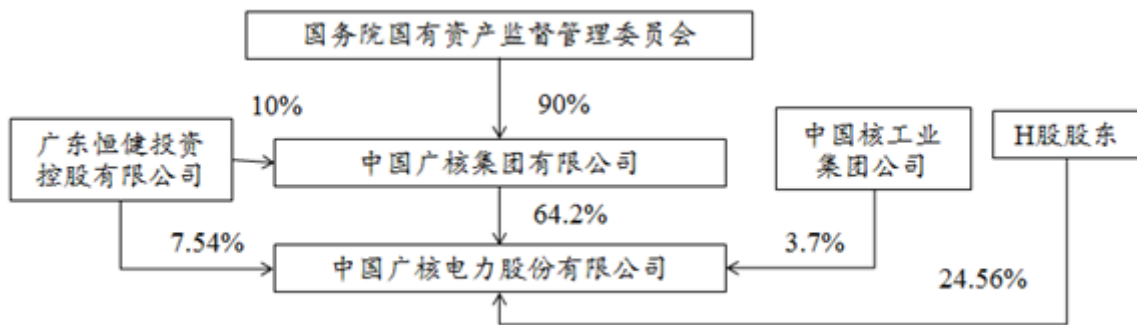 国务院国有资产监督管理委员会
10%
90%
广东恒健投资
控股有限公司
中国广核集团有限公司
中国核工业
集团公司
H股股东
64.2%
7.54%
3.7%
中国广核电力股份有限公司
24.56%